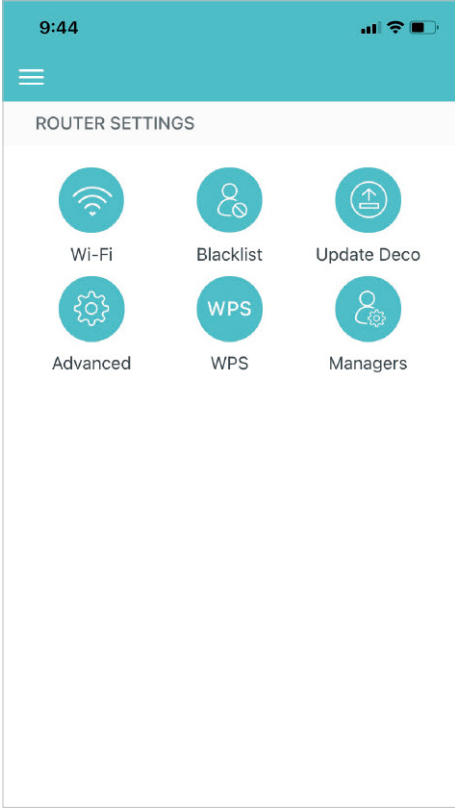 9:44
ROUTER SETTINGS
Wi-Fi Blacklist Update Deco
WPS
Advanced WPS Managers